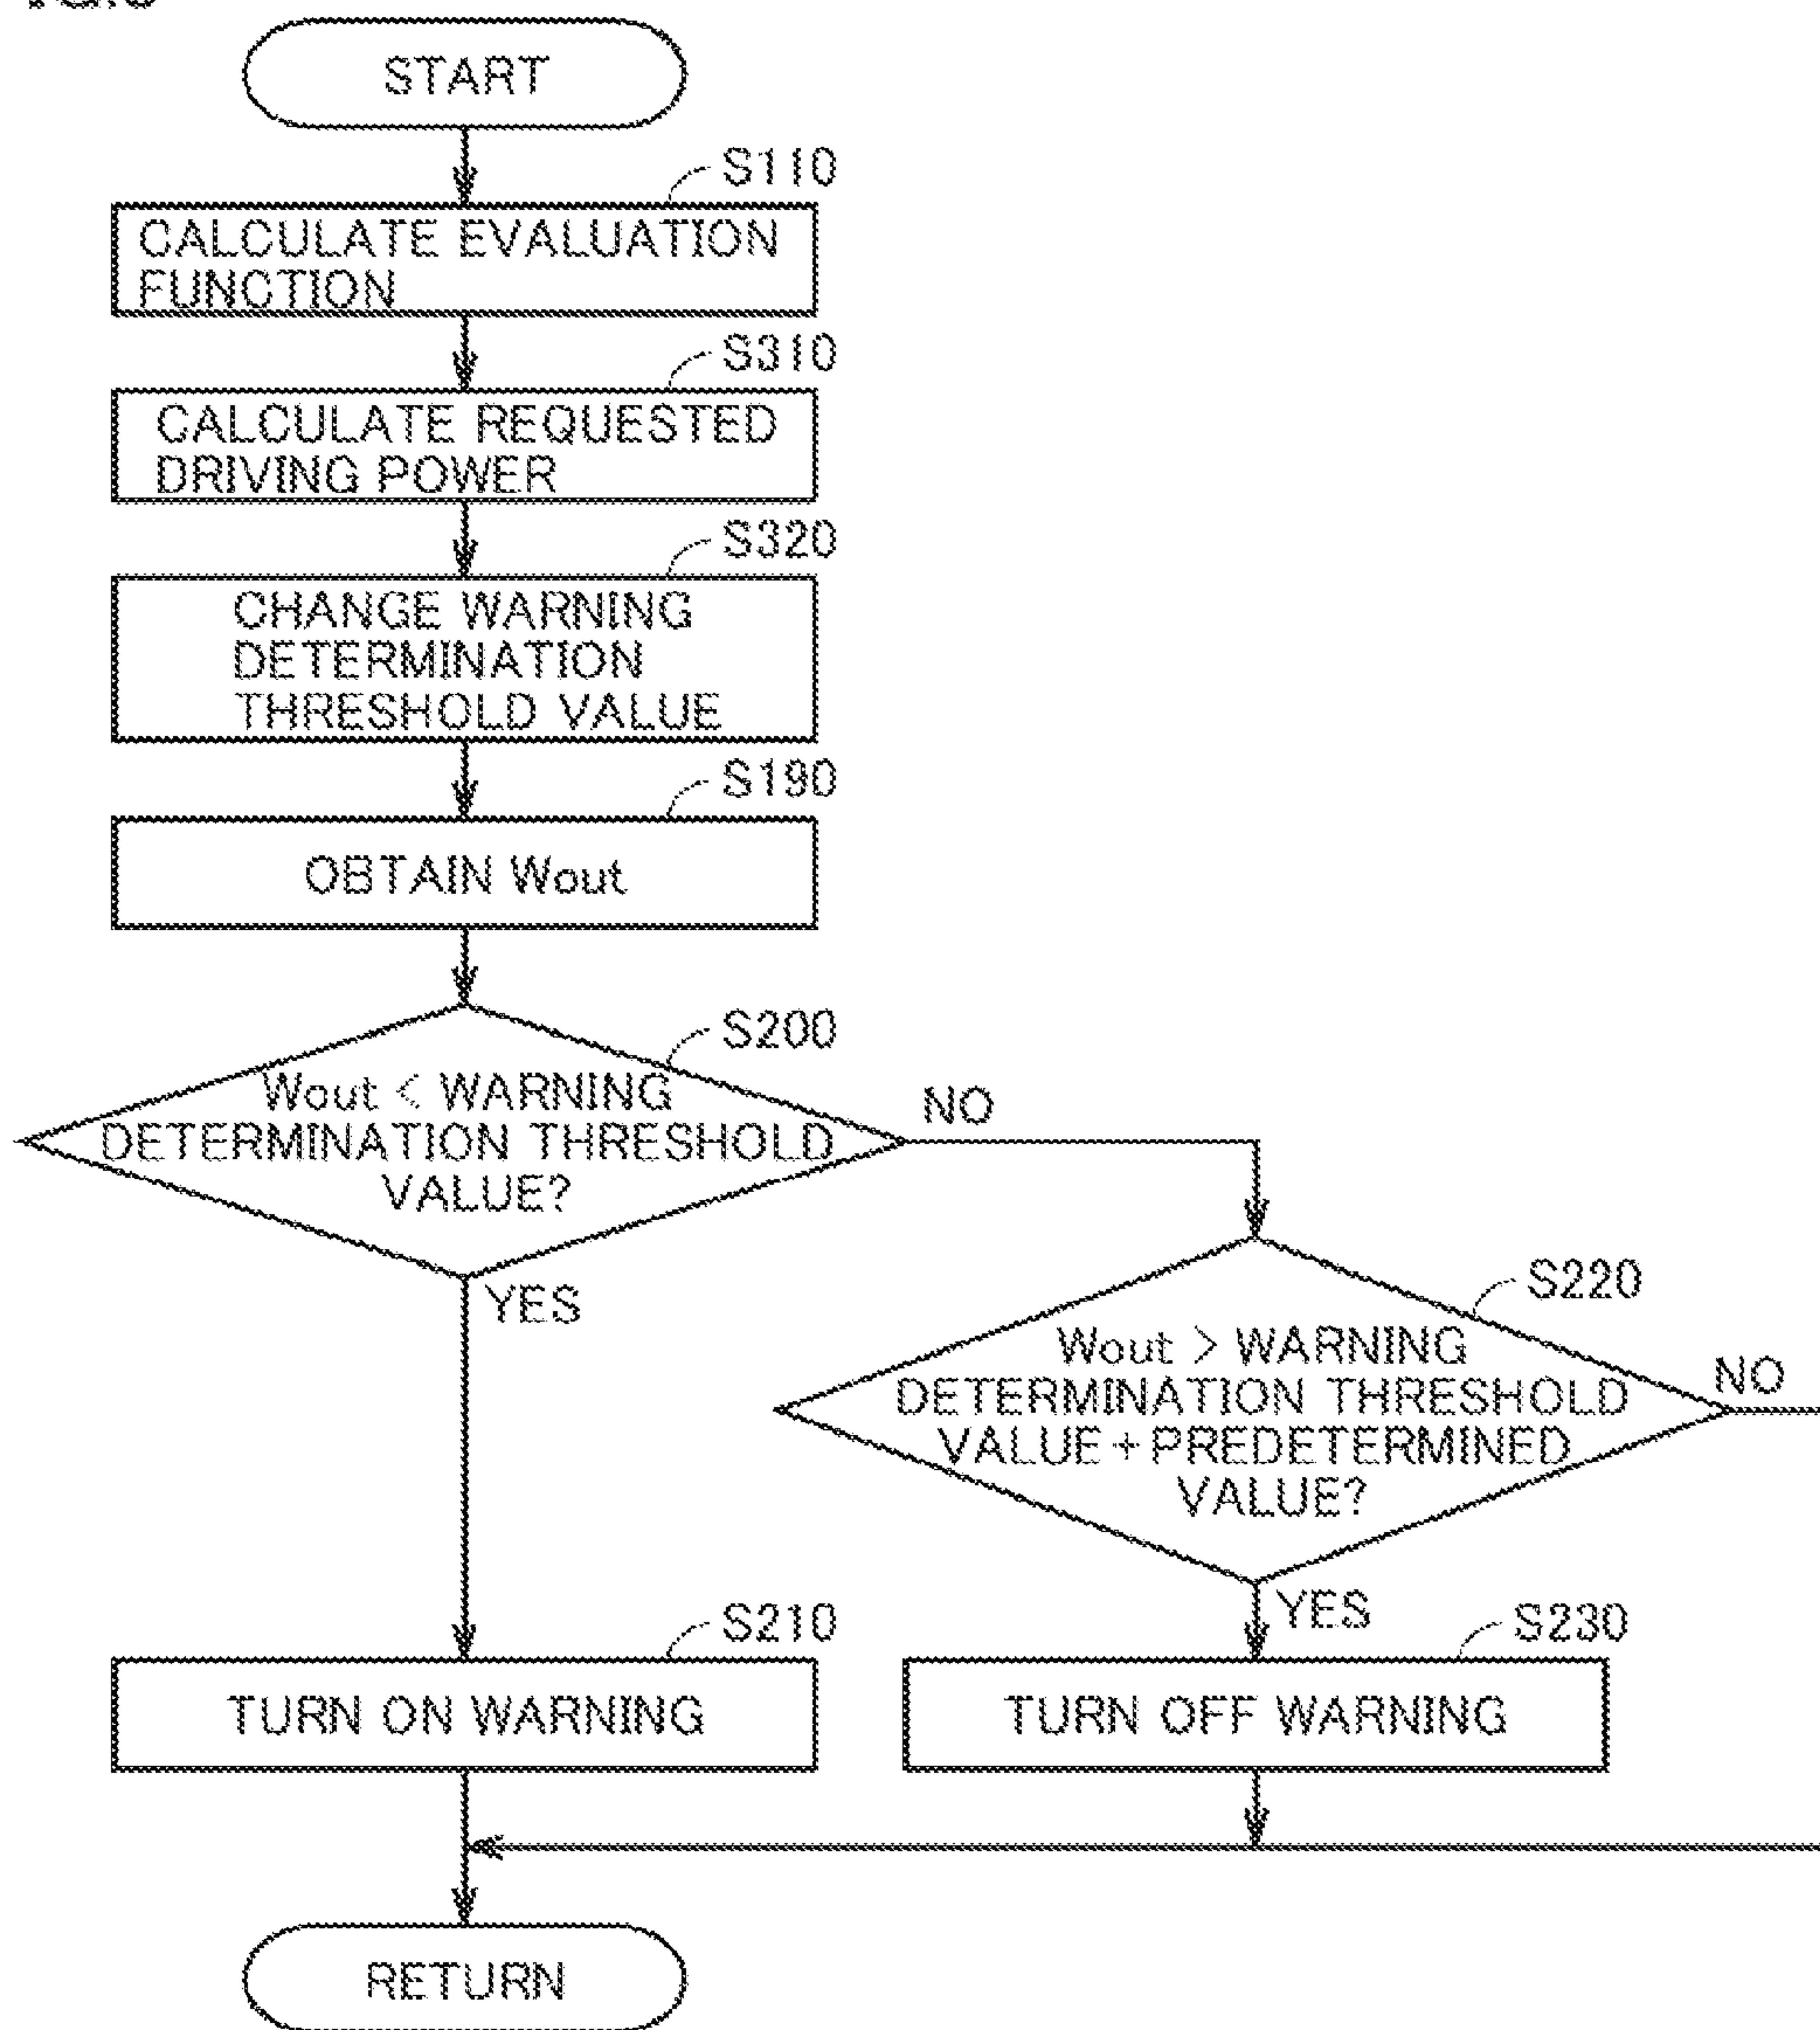 START
S110
CALCULATE EVALUATION
FUNCTION
S310
CALCULATE REQUESTED
DRIVING POWER
S320
CHANGE WARNING
DETERMINATION
THRESHOLD VALUE
S190
OBTAIN Wout
S200
Wout < WARNING
DETERMINATION THRESHOLD
VALUE?
NO
YES
S220
Wout > WARNING
DETERMINATION THRESHOLD
VALUE+PREDETERMINED
VALUE?
NO
YES
S210
TURN ON WARNING
S230
TURN OFF WARNING
RETURN